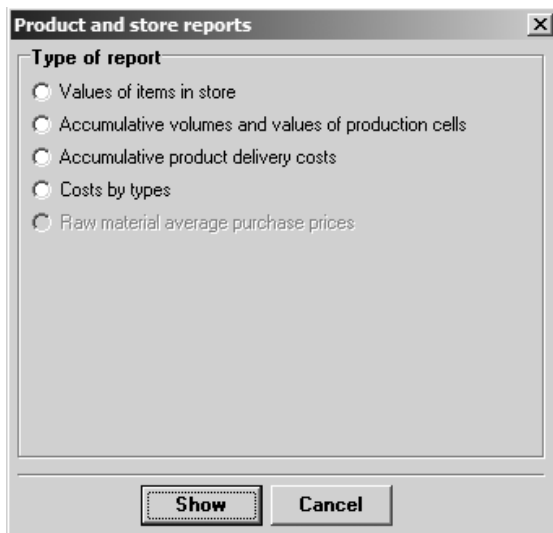 Product and store reports
Type of report
Values of items in store
Accumulative volumes and values of production cells
Accumulative product delivery costs
Costs by types
Raw material average purchase prices
Show
Cancel